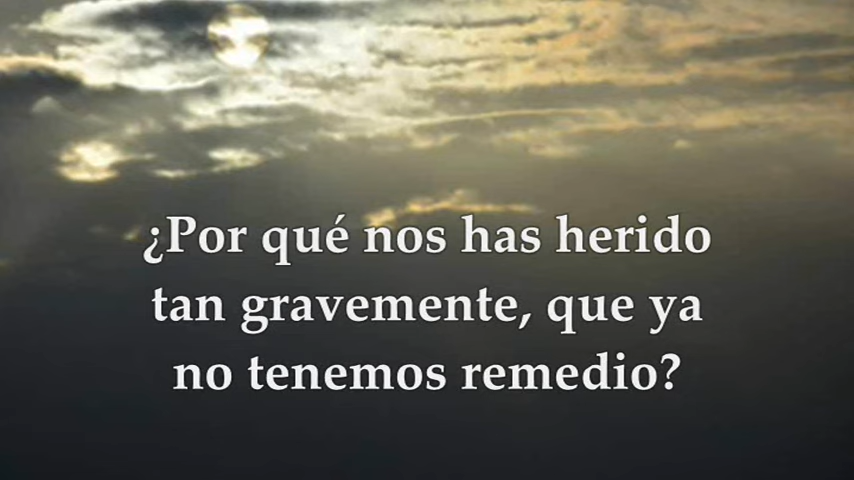 ¿Por qué nos has herido
tan gravemente, que ya
no tenemos remedio?